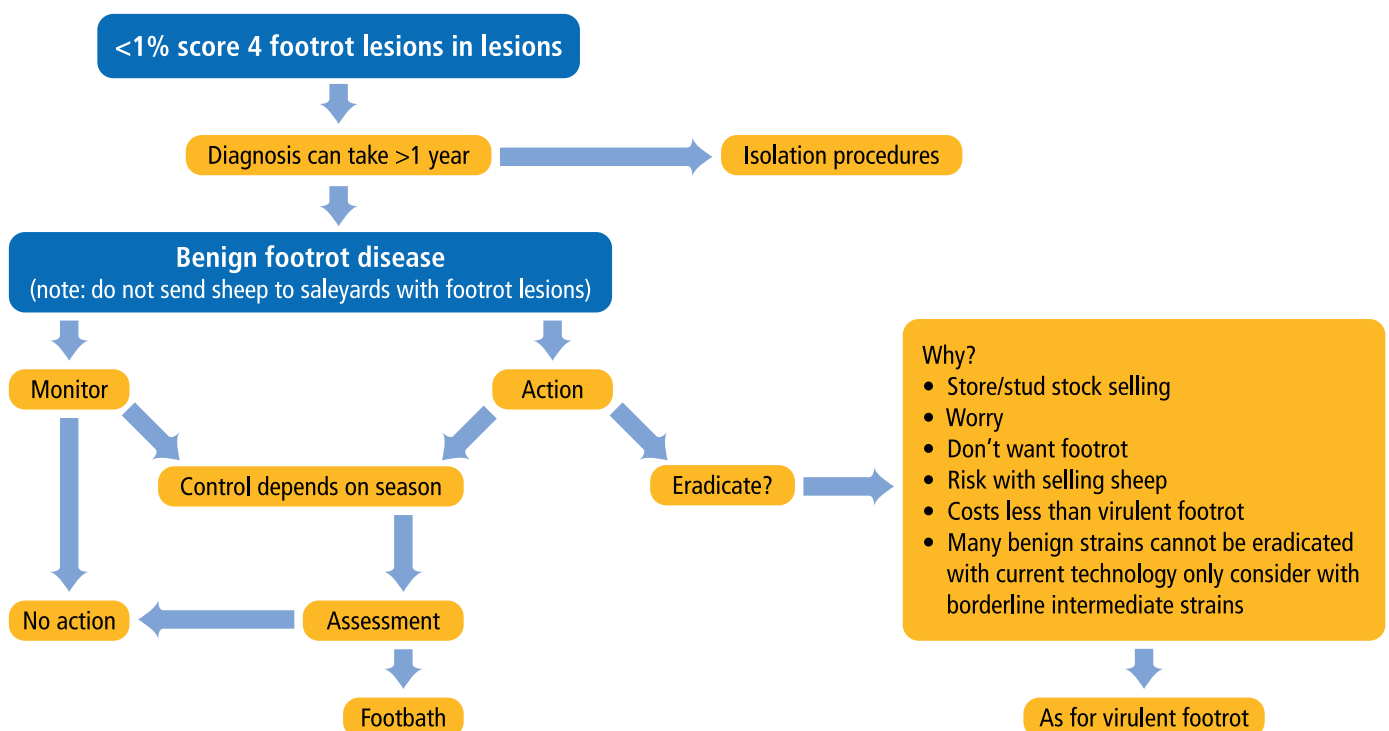 <1% score 4 footrot lesions in lesions
Diagnosis can take >1 year
Isolation procedures
Benign footrot disease
(note: do not send sheep to saleyards with footrot lesions)
Monitor
Action
Control depends on season
Eradicate?
Why?
• Store/stud stock selling
• Worry
• Don't want footrot
• Risk with selling sheep
• Costs less than virulent footrot
• Many benign strains cannot be eradicated
with current technology only consider with
borderline intermediate strains
No action
Assessment
Footbath
As for virulent footrot